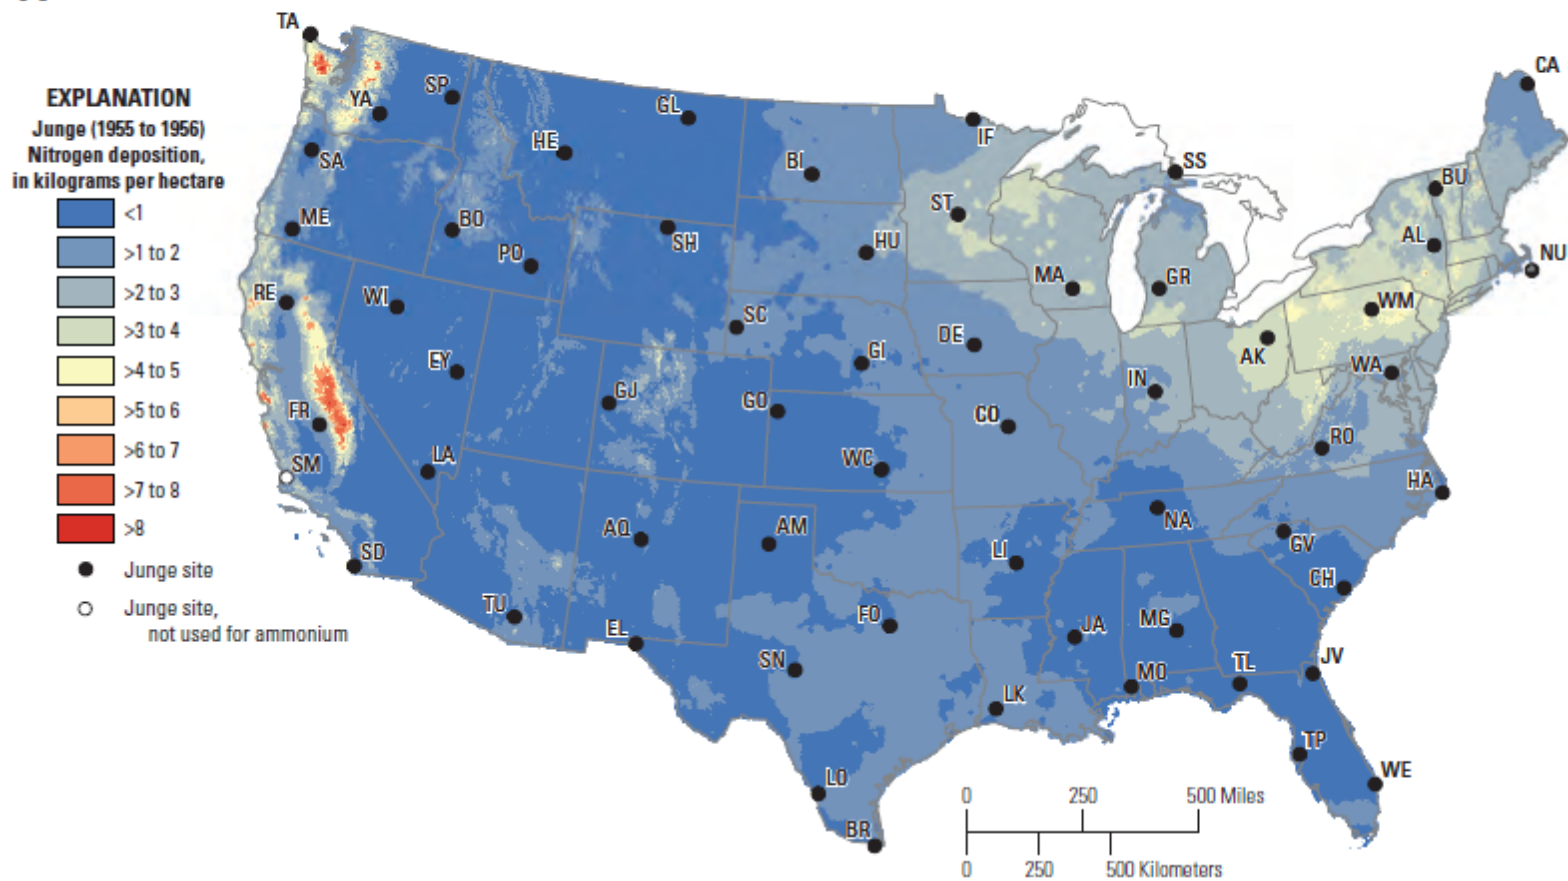 EXPLANATION
Junge (1955 to 1956)
Nitrogen deposition,
in kilograms per hectare
<1
>1 to 2
>2 to 3
>3 to 4
>4 to 5
>5 to 6
>6 to 7
>7 to 8
>8
Junge site
Junge site,
not used for ammonium
TA
YA
SP
GL
HE
SA
ME
BO
PO
SH
BI
IF
ST
HU
SS
CA
BU
AL
NU
RE
WI
SC
MA
GR
WM
DE
AK
WA
EY
GJ
GO
GI
IN
FR
CO
RO
SM
LA
WC
HA
SD
AQ
AM
LI
NA
GV
CH
TU
EL
FO
JA
MG
SN
MO
TL
JV
LK
LO
TP
WE
BR
0 250 500 Miles
0 250 500 Kilometers